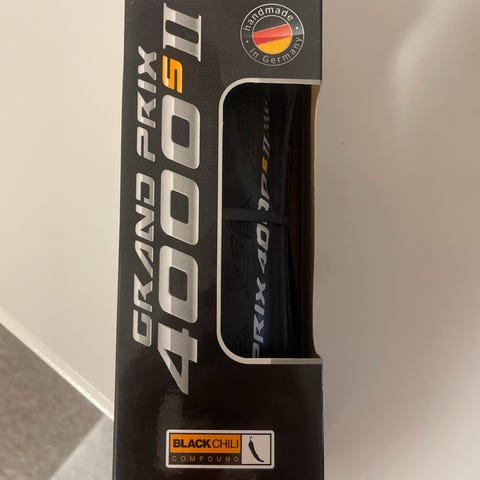 GRAND PRIX
4000 S II
handmade
in Germany
PRIX 4000 S II
BLACK CHILI
COMPOUND